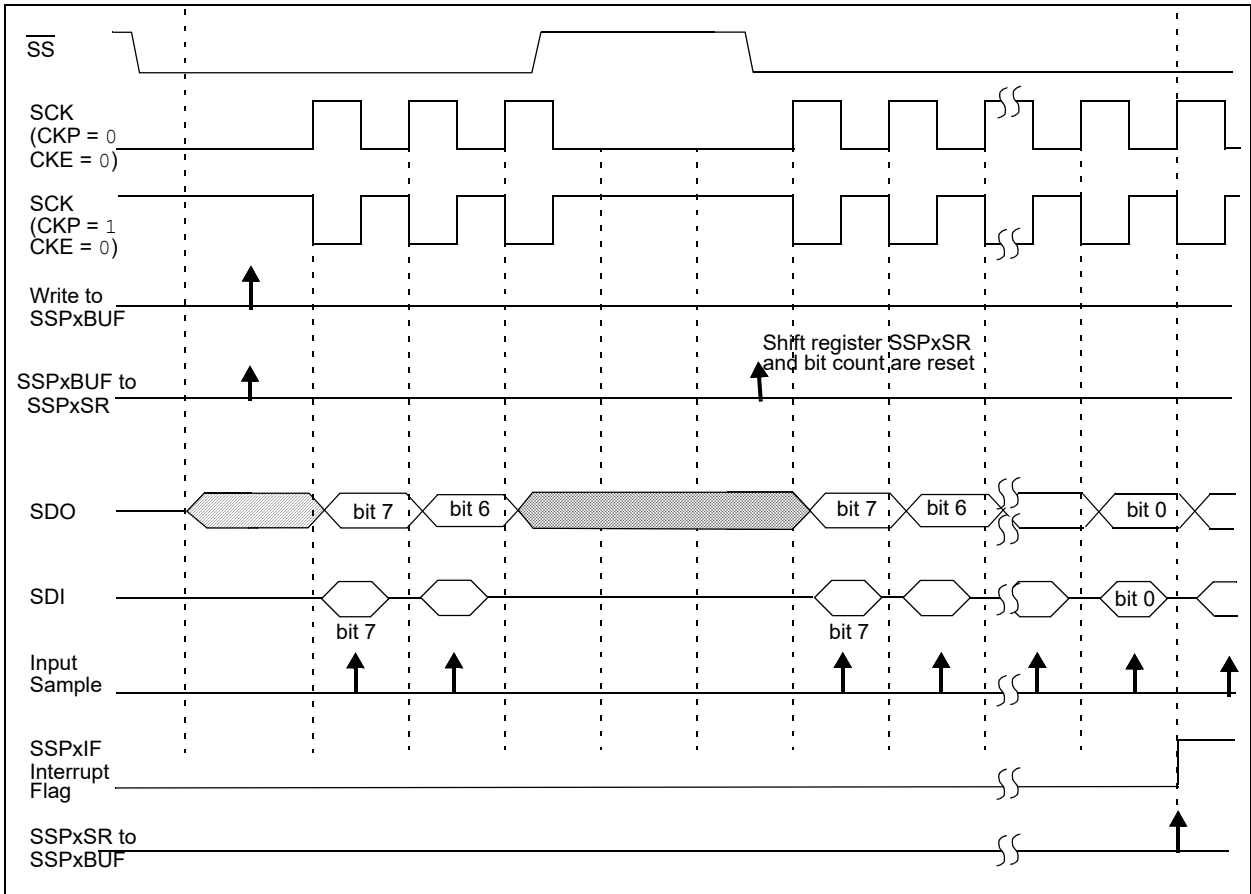 SS
SCK
(CKP = 0
CKE = 0)
SCK
(CKP = 1
CKE = 0)
Write to
SSPxBUF
Shift register SSPxSR
and bit count are reset
SSPxBUF to
SSPxSR
SDO
bit 7
bit 6
bit 7
bit 6
bit 0
SDI
bit 0
bit 7
bit 7
Input
Sample
SSPxIF
Interrupt
Flag
SSPxSR to
SSPxBUF